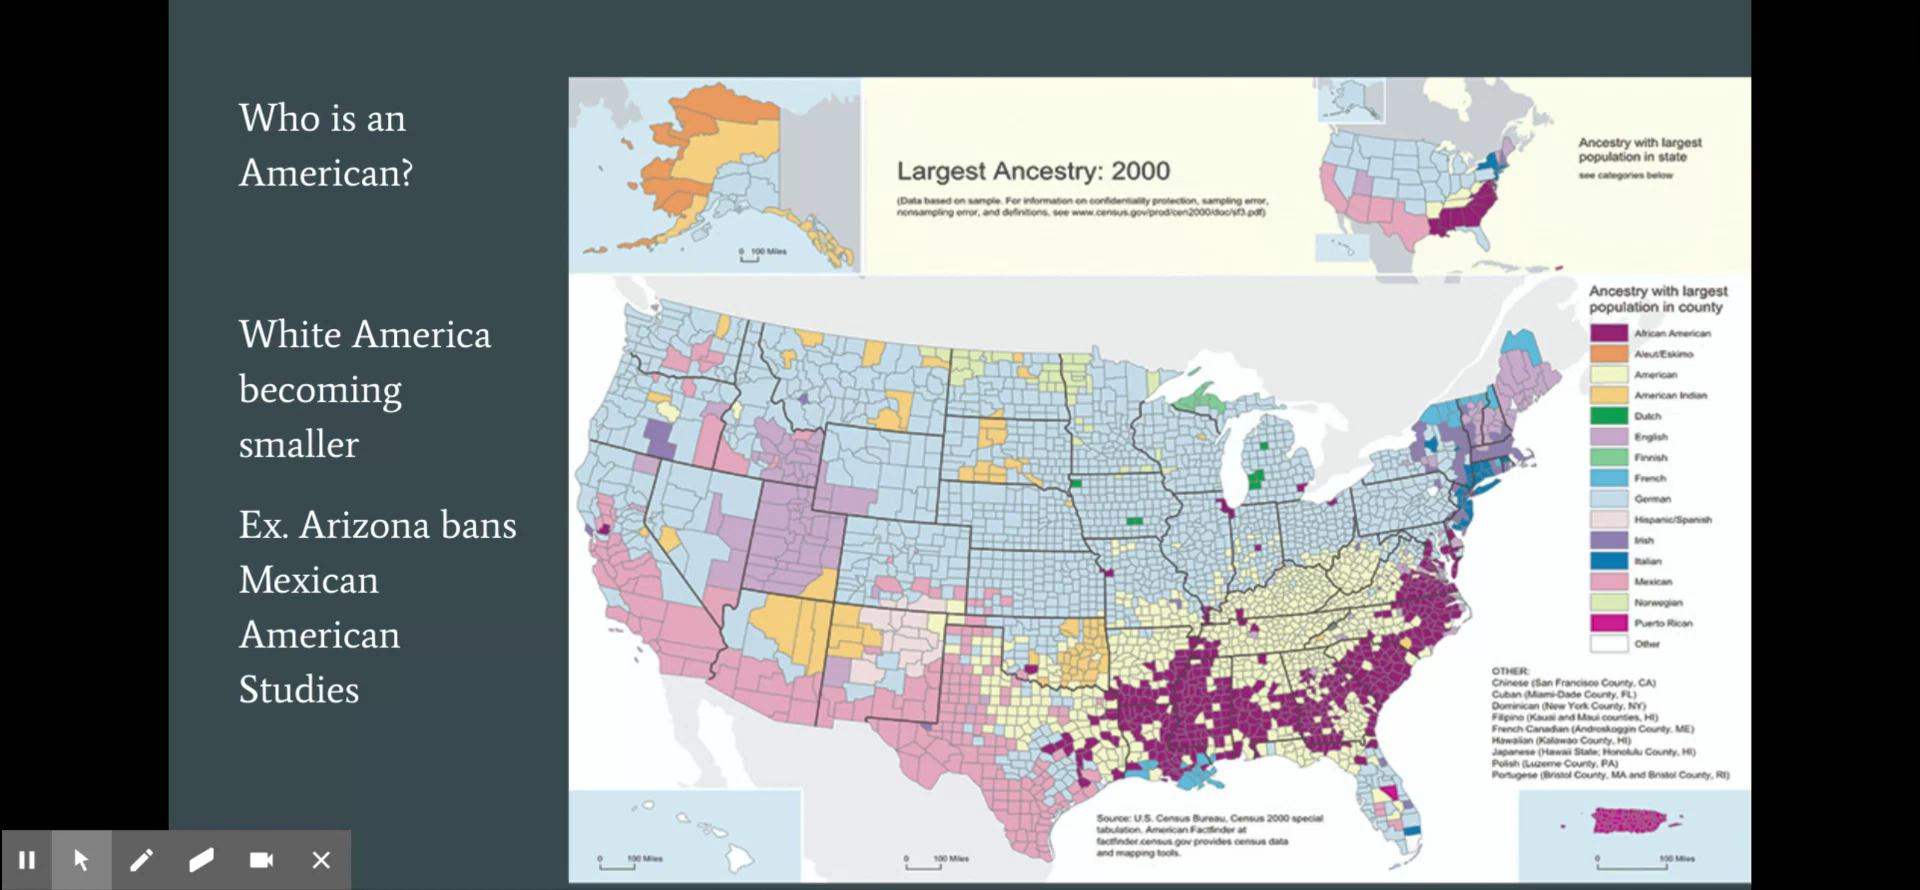 Who is an
American?
White America
becoming
smaller
Ex. Arizona bans
Mexican
American
Studies
Largest Ancestry: 2000
(Data based on sample. For information on confidentiality protection, sampling error,
nonsampling error, and definitions, see www.census.gov/prod/cen2000/doc/sf3.pdf)
Ancestry with largest
population in state
see categories below
0 100 Miles
Ancestry with largest
population in county
African American
Aleut/Eskimo
American
American Indian
Dutch
English
Finnish
French
German
Hispanic/Spanish
Irish
Italian
Mexican
Norwegian
Puerto Rican
Other
OTHER:
Chinese (San Francisco County, CA)
Cuban (Miami-Dade County, FL)
Dominican (New York County, NY)
Filipino (Kauai and Maui counties, HI)
French Canadian (Androskoggin County, ME)
Hawaiian (Kalawao County, HI)
Japanese (Hawaii State; Honolulu County, HI)
Polish (Luzerne County, PA)
Portugese (Bristol County, MA and Bristol County, RI)
Source: U.S. Census Bureau, Census 2000 special
tabulation. American Factfinder at
factfinder.census.gov provides census data
and mapping tools.
0 100 Miles
0 100 Miles
0 100 Miles